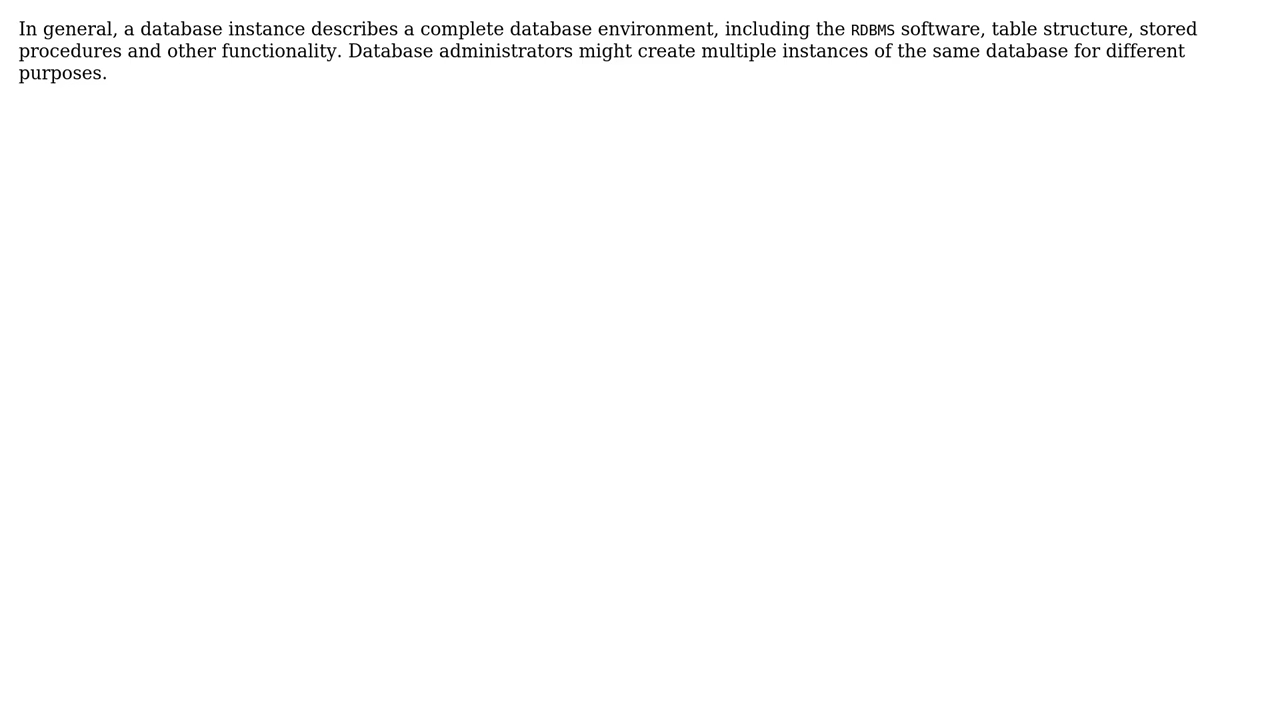 In general, a database instance describes a complete database environment, including the RDBMS software, table structure, stored
procedures and other functionality. Database administrators might create multiple instances of the same database for different
purposes.